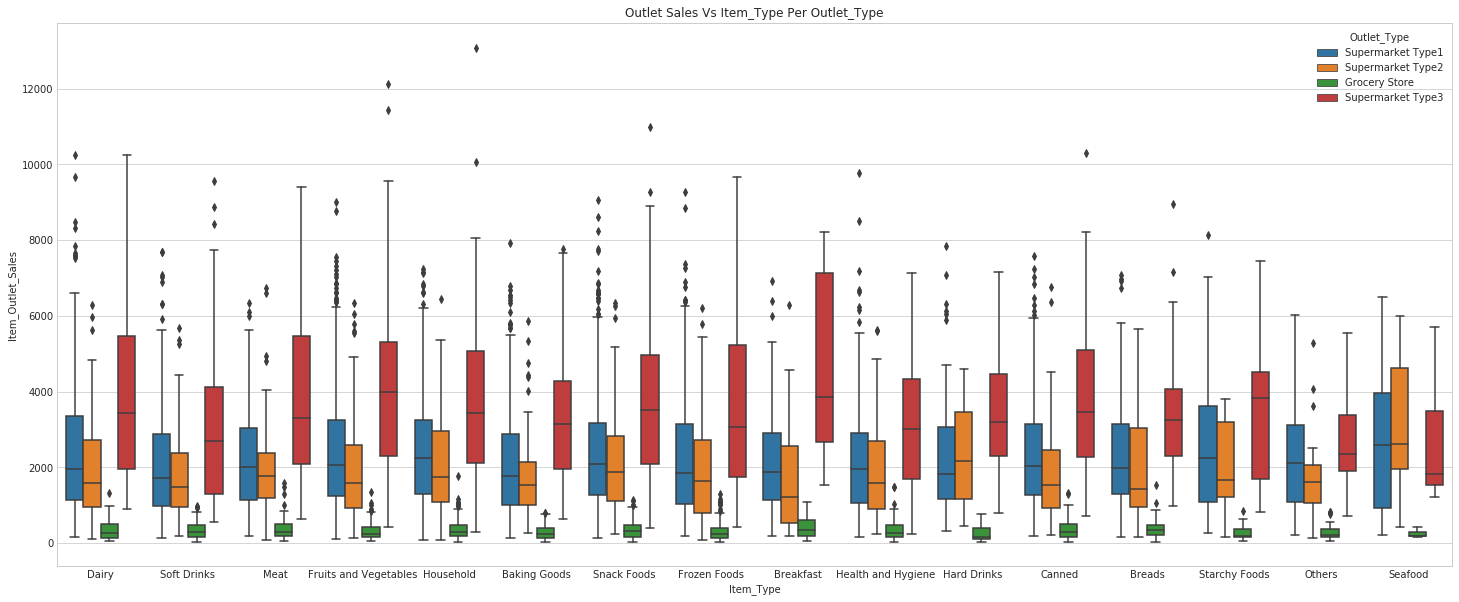 Outlet Sales Vs Item_Type Per Outlet_Type
Outlet_Type
Supermarket Type1
Supermarket Type2
Grocery Store
Supermarket Type3
Item_Outlet_Sales
12000
10000
8000
6000
4000
2000
0
Dairy Soft Drinks Meat Fruits and Vegetables Household Baking Goods Snack Foods Frozen Foods Breakfast Health and Hygiene Hard Drinks Canned Breads Starchy Foods Others Seafood
Item_Type